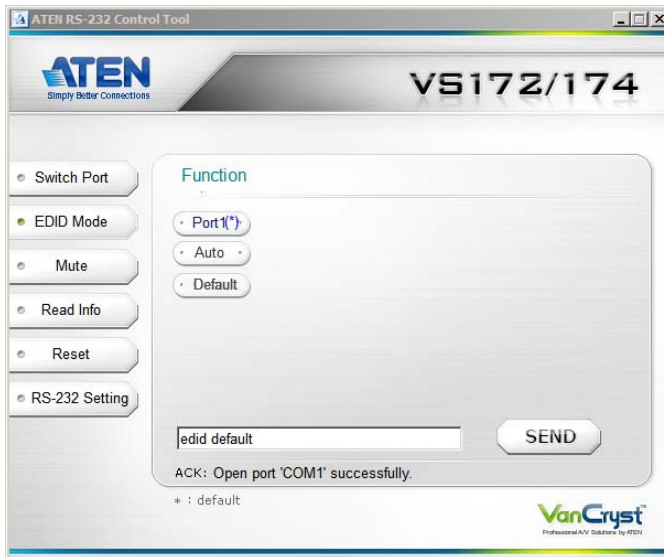 ATEN RS-232 Control Tool
ATEN
Simply Better Connections
VS172/174
Switch Port
EDID Mode
Mute
Read Info
Reset
RS-232 Setting
Function
Port1(*)
Auto
Default
edid default
SEND
ACK: Open port 'COM1' successfully.
* : default
VanCryst™
Professional A/V Solutions by ATEN